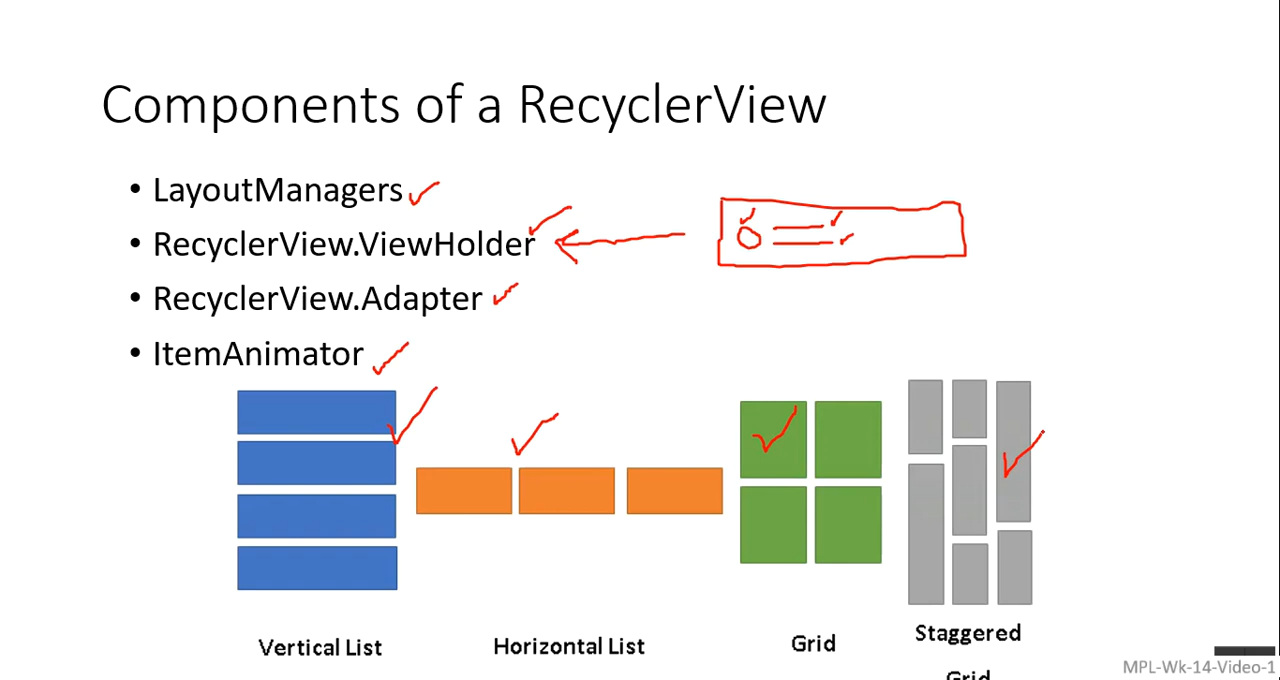 Components of a RecyclerView
• LayoutManagers
• RecyclerView.ViewHolder
• RecyclerView.Adapter
• ItemAnimator
Vertical List
Horizontal List
Grid
Staggered
Grid
MPL-Wk-14-Video-1